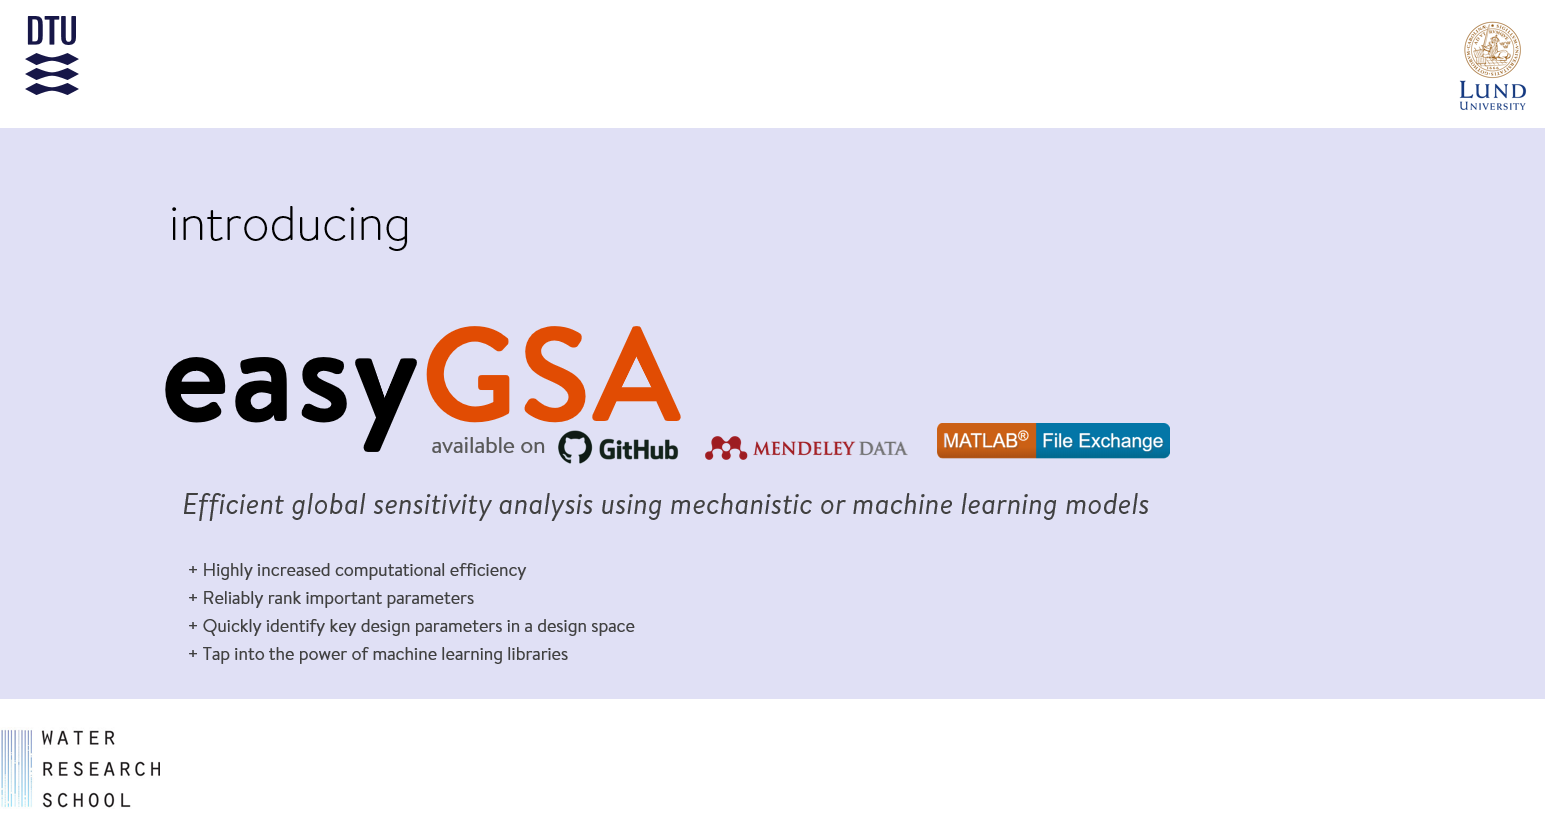 DTU
LUND
UNIVERSITY
introducing
easyGSA
available on GitHub MENDELEY DATA MATLAB® File Exchange
Efficient global sensitivity analysis using mechanistic or machine learning models
+ Highly increased computational efficiency
+ Reliably rank important parameters
+ Quickly identify key design parameters in a design space
+ Tap into the power of machine learning libraries
WATER
RESEARCH
SCHOOL